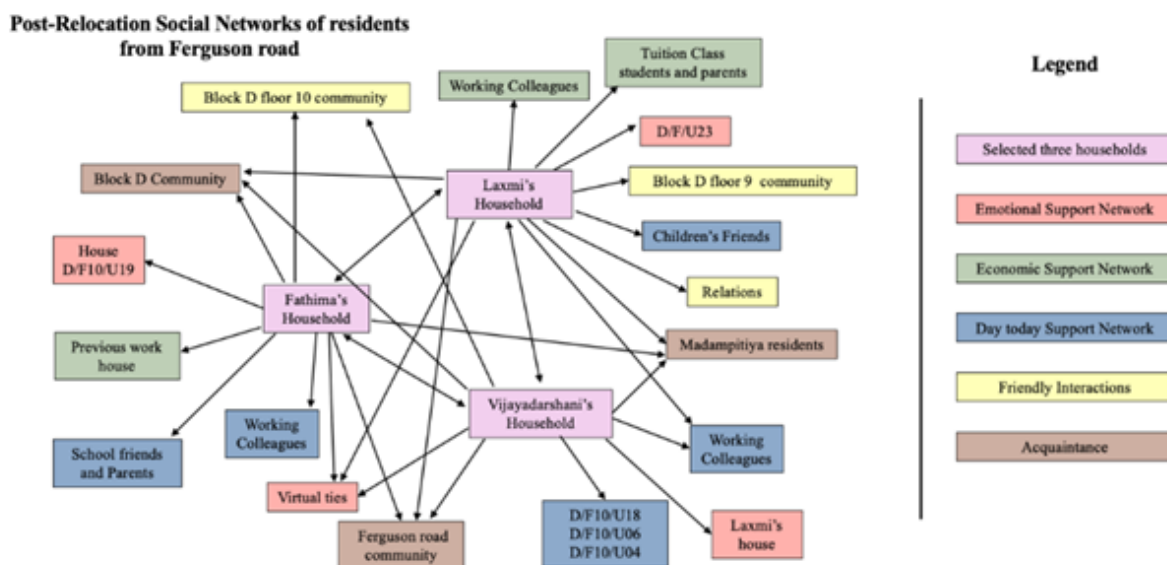 Post-Relocation Social Networks of residents
from Ferguson road
Legend
Tuition Class
students and parents
Working Colleagues
Block D floor 10 community
D/F/U23
Selected three households
Block D Community
Laxmi's
Household
Block D floor 9 community
Emotional Support Network
Children's Friends
House
D/F10/U19
Economic Support Network
Fathima's
Household
Relations
Day today Support Network
Previous work
house
Madampitiya residents
Friendly Interactions
Vijayadarshani's
Household
Working
Colleagues
School friends
and Parents
Working
Colleagues
Acquaintance
Virtual ties
D/F10/U18
D/F10/U06
D/F10/U04
Laxmi's
house
Ferguson road
community